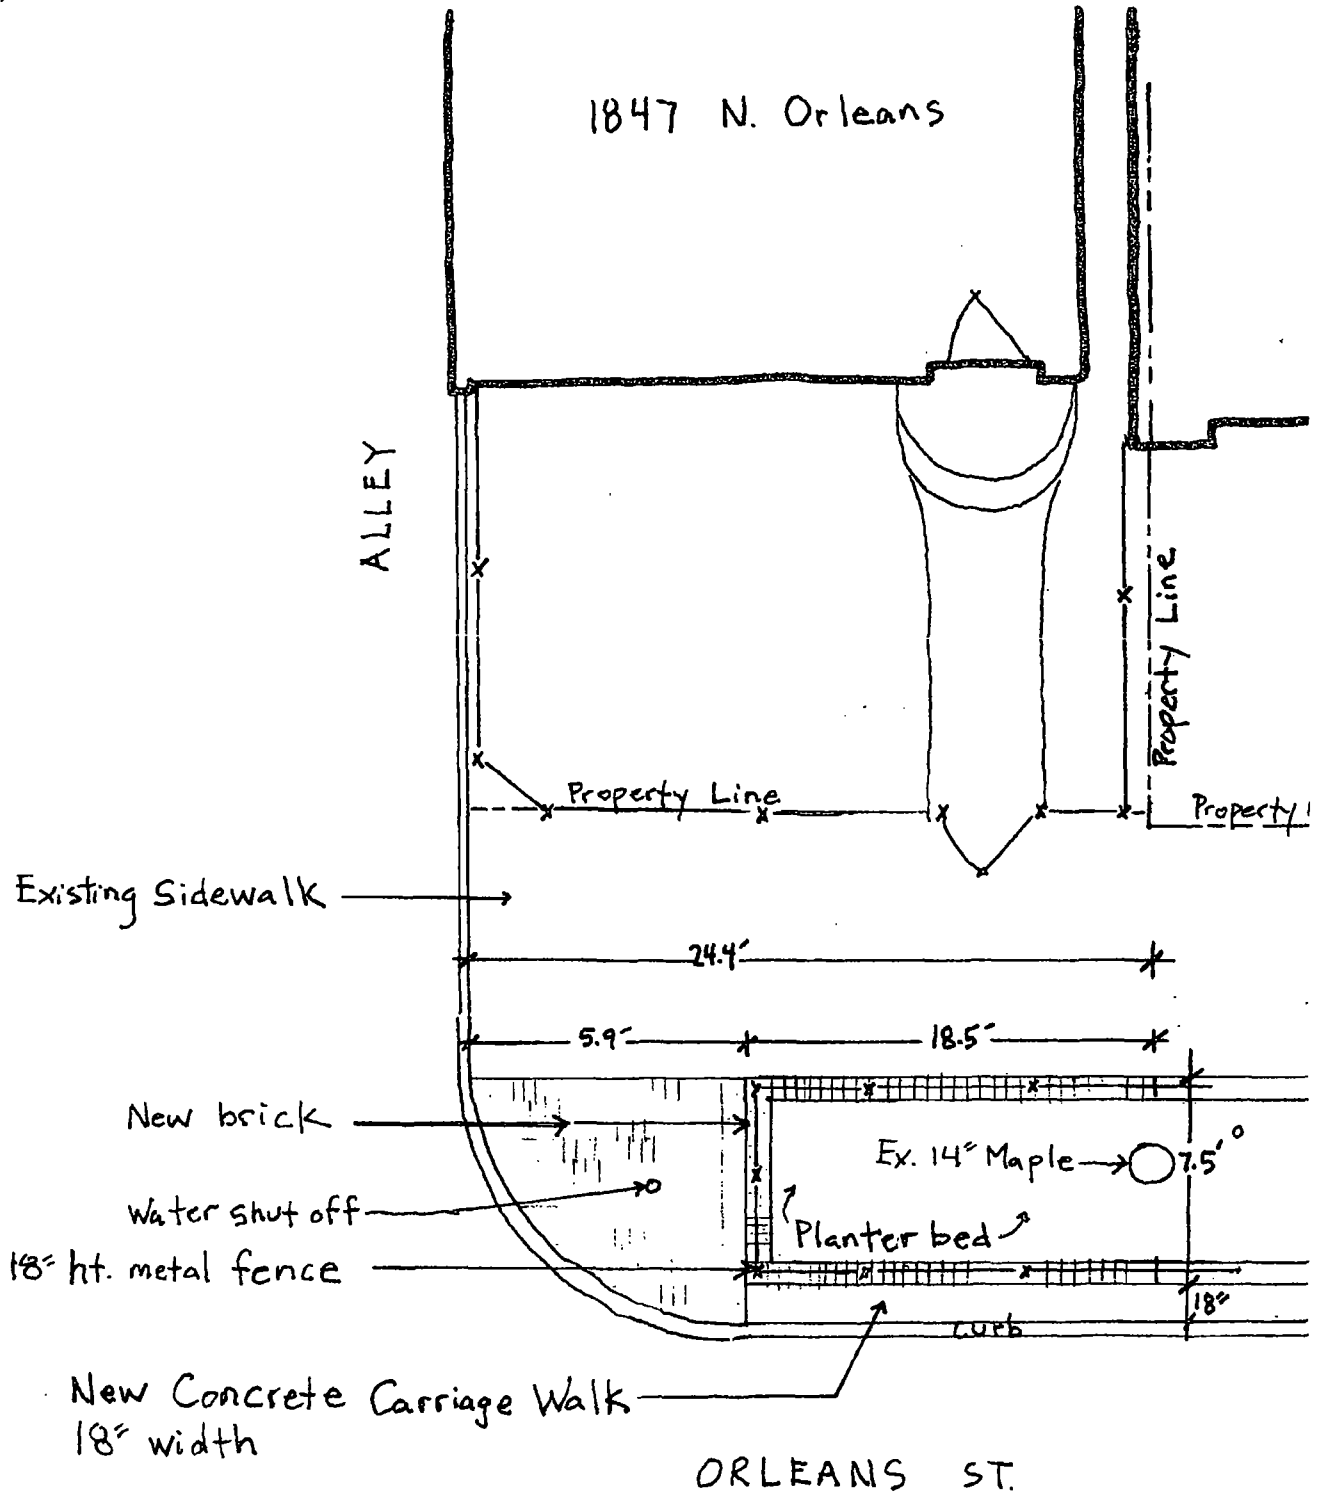 1847 N. Orleans
ALLEY
Property Line
Property Line
Property
Existing Sidewalk
24.4'
5.9'
18.5'
New brick
Ex. 14" Maple
7.5'
Water shut off
Planter bed
18" ht. metal fence
18"
curb
New Concrete Carriage Walk
18" width
ORLEANS ST.